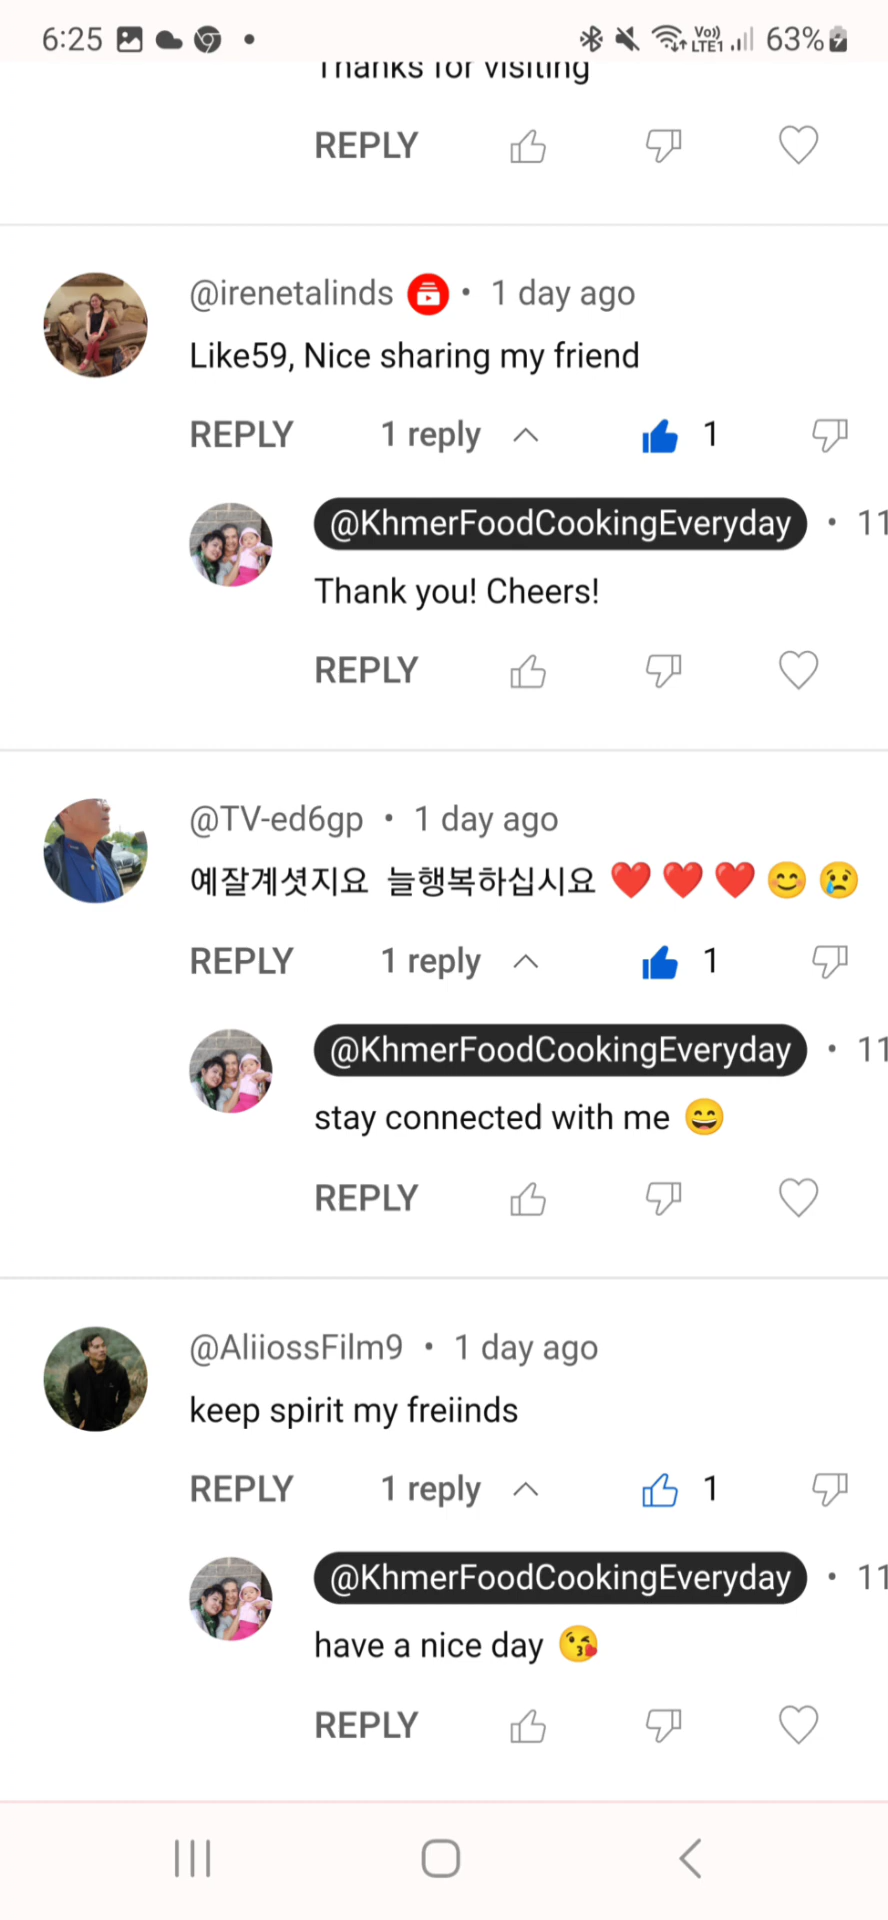 6:25
Vo)) LTE1 63%
Thanks for visiting
REPLY
@irenetalinds • 1 day ago
Like59, Nice sharing my friend
REPLY 1 reply 1
@KhmerFoodCookingEveryday • 11
Thank you! Cheers!
REPLY
@TV-ed6gp • 1 day ago
예잘계셧지요 늘행복하십시요 ❤️ ❤️ ❤️ 😊 😢
REPLY 1 reply 1
@KhmerFoodCookingEveryday • 11
stay connected with me 😄
REPLY
@AliiossFilm9 • 1 day ago
keep spirit my freiinds
REPLY 1 reply 1
@KhmerFoodCookingEveryday • 11
have a nice day 😘
REPLY